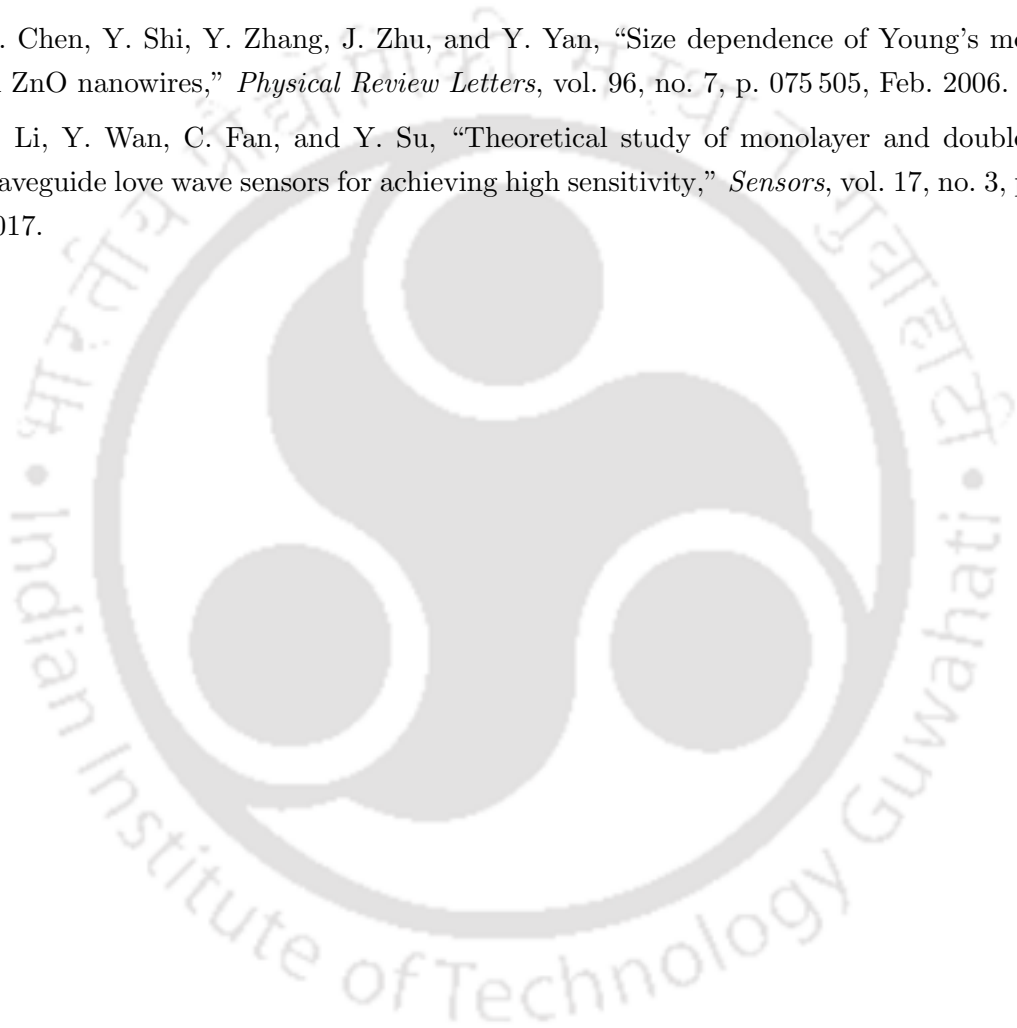 . Chen, Y. Shi, Y. Zhang, J. Zhu, and Y. Yan, “Size dependence of Young’s mo
ZnO nanowires,” Physical Review Letters, vol. 96, no. 7, p. 075 505, Feb. 2006.
Li, Y. Wan, C. Fan, and Y. Su, “Theoretical study of monolayer and double
aveguide love wave sensors for achieving high sensitivity,” Sensors, vol. 17, no. 3, p
017.
भारतीय प्रौद्योगिकी संस्थान गुवाहाटी
Indian Institute of Technology Guwahati